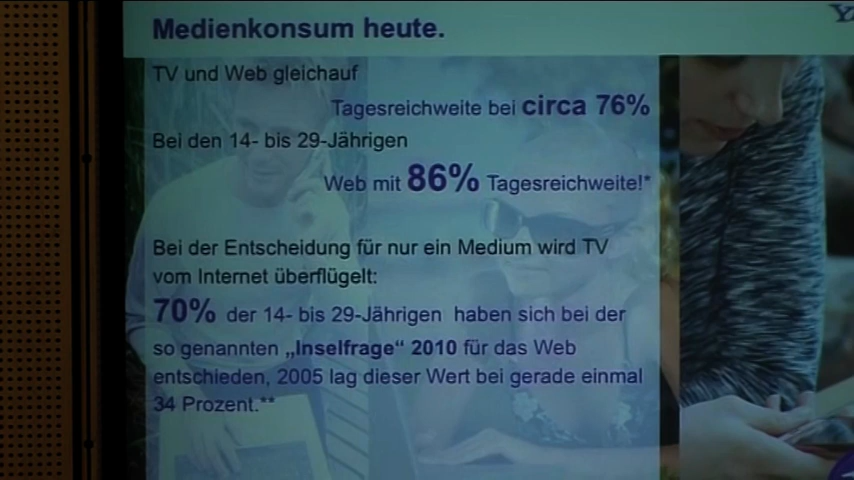 Medienkonsum heute.
TV und Web gleichauf
Tagesreichweite bei circa 76%
Bei den 14- bis 29-Jährigen
Web mit 86% Tagesreichweite!*
Bei der Entscheidung für nur ein Medium wird TV
vom Internet überflügelt:
70% der 14- bis 29-Jährigen haben sich bei der
so genannten „Inselfrage“ 2010 für das Web
entschieden, 2005 lag dieser Wert bei gerade einmal
34 Prozent.**